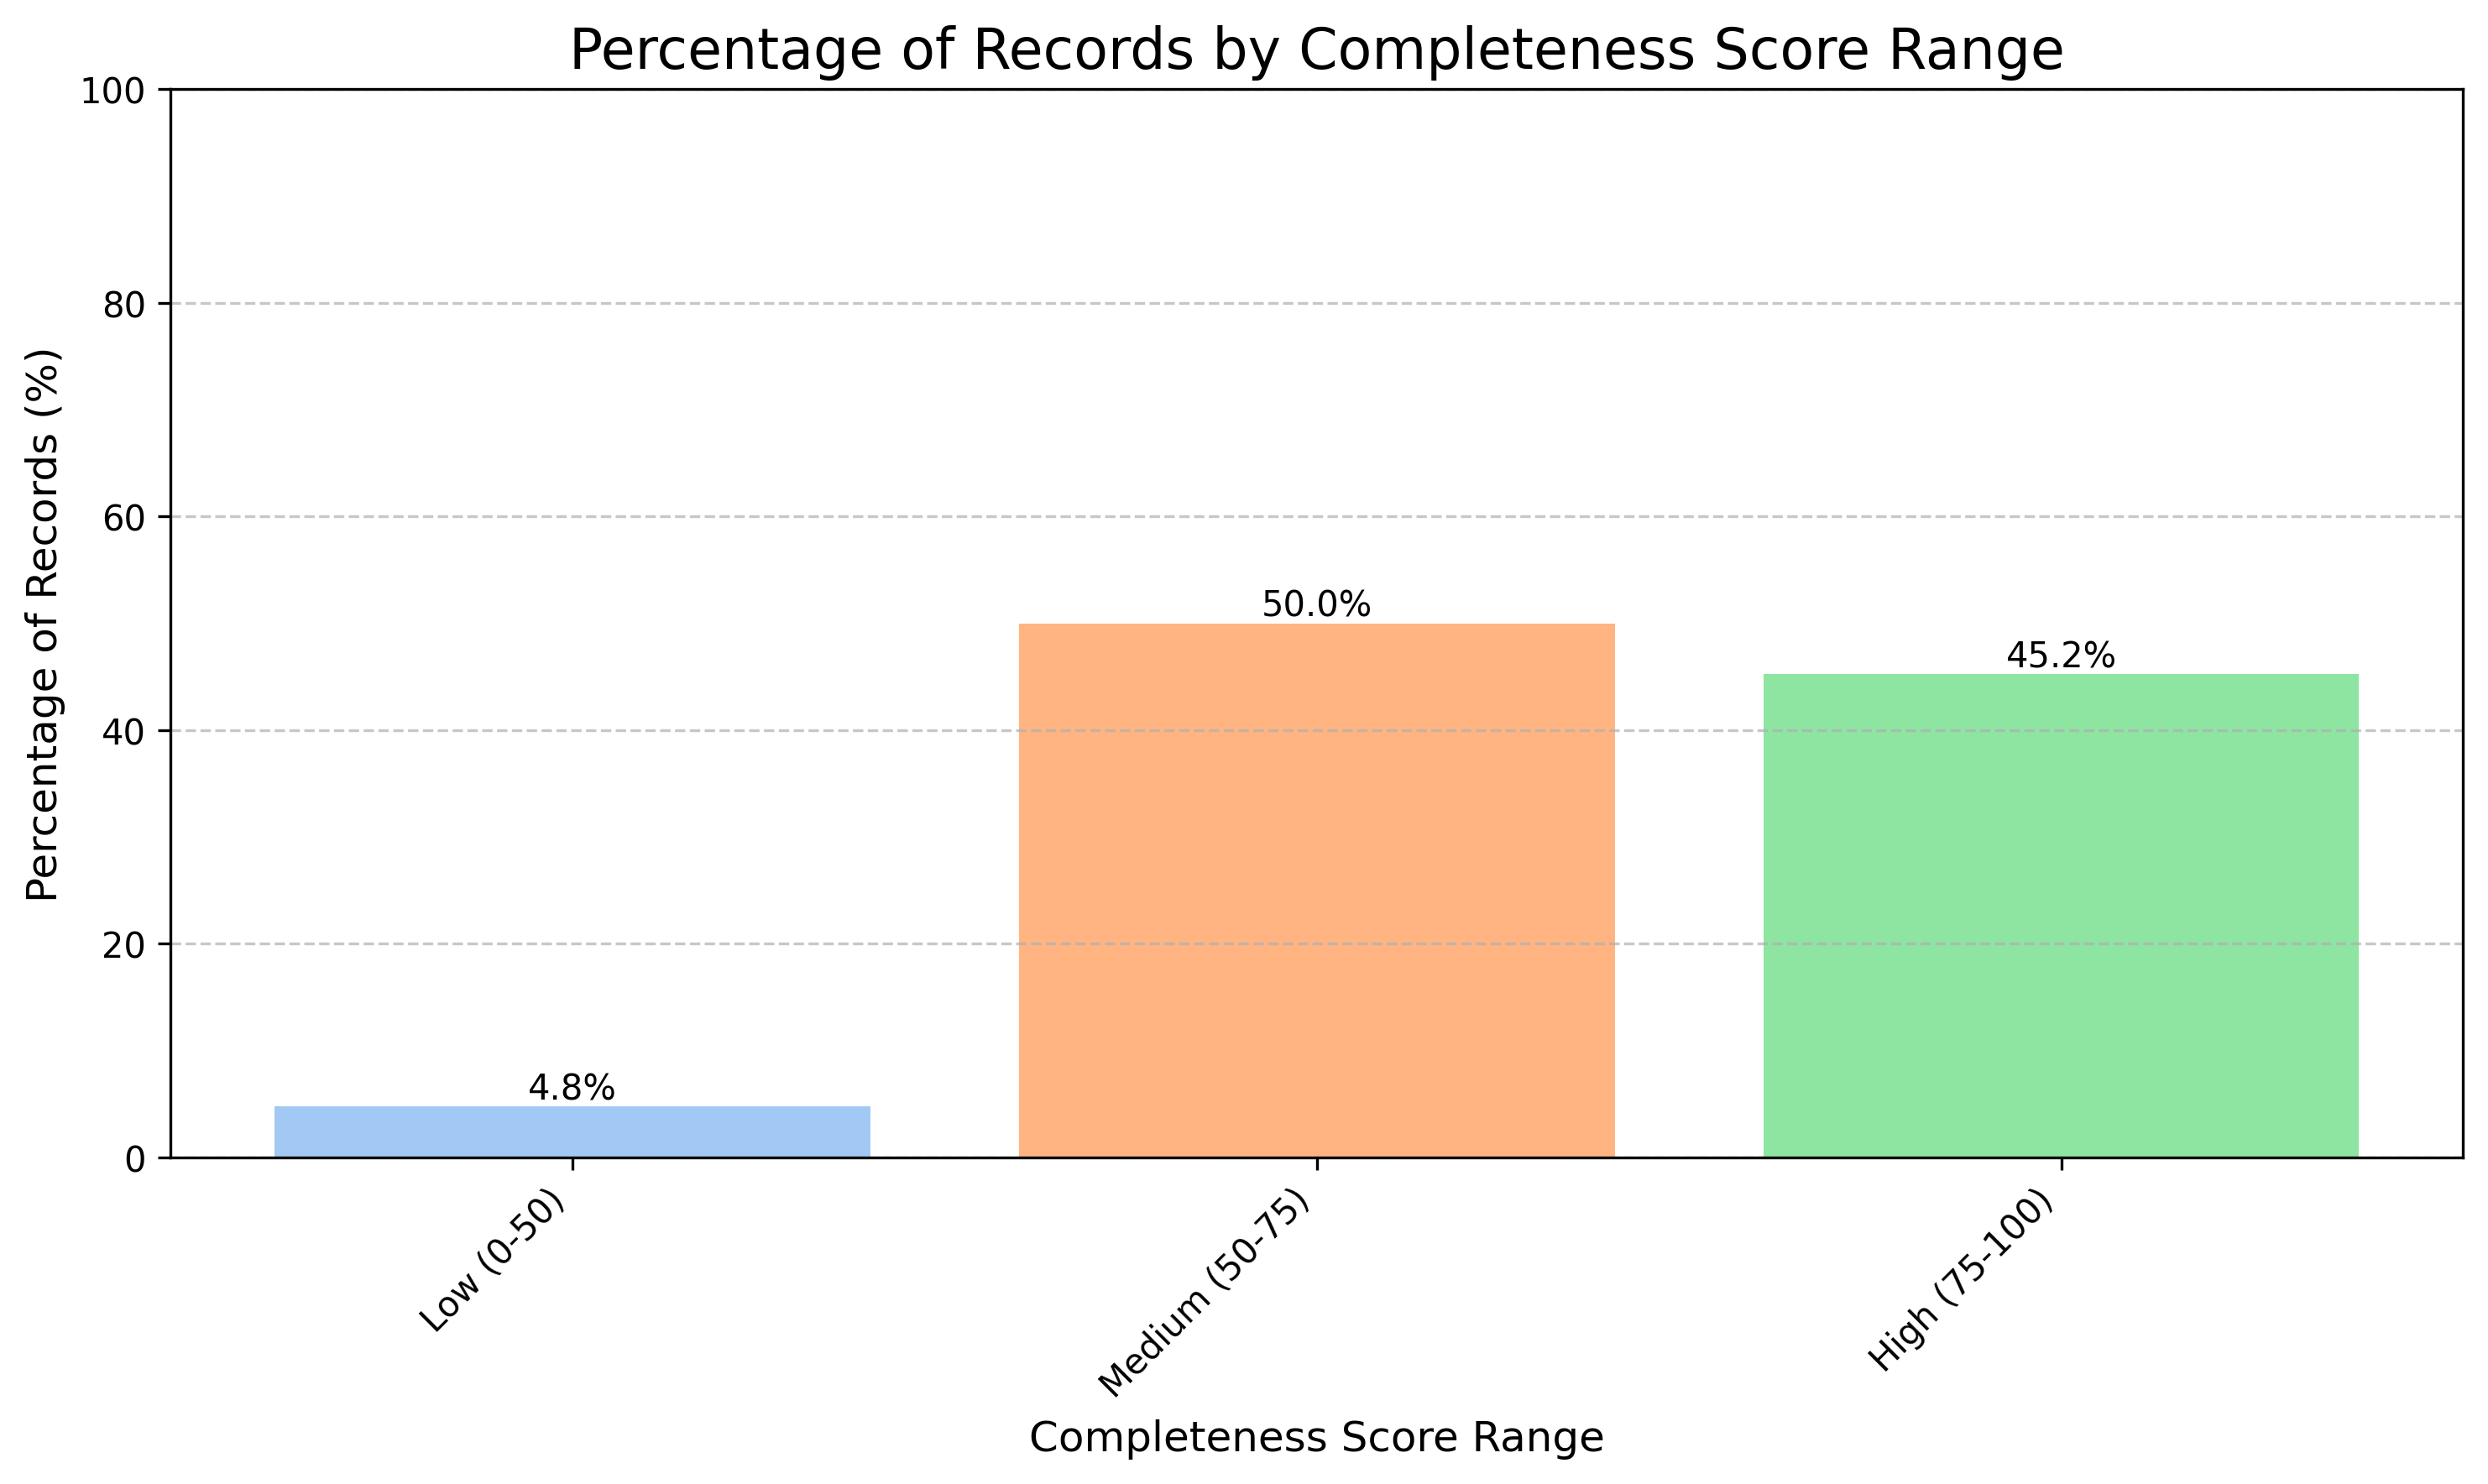 Percentage of Records by Completeness Score Range
Percentage of Records (%)
100
80
60
40
20
0
4.8%
50.0%
45.2%
Low (0-50)
Medium (50-75)
High (75-100)
Completeness Score Range